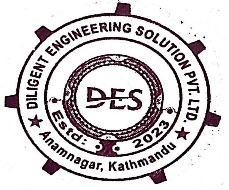 DILIGENT ENGINEERING SOLUTION PVT. LTD.
DES
Estd: 2023
Anamnagar, Kathmandu